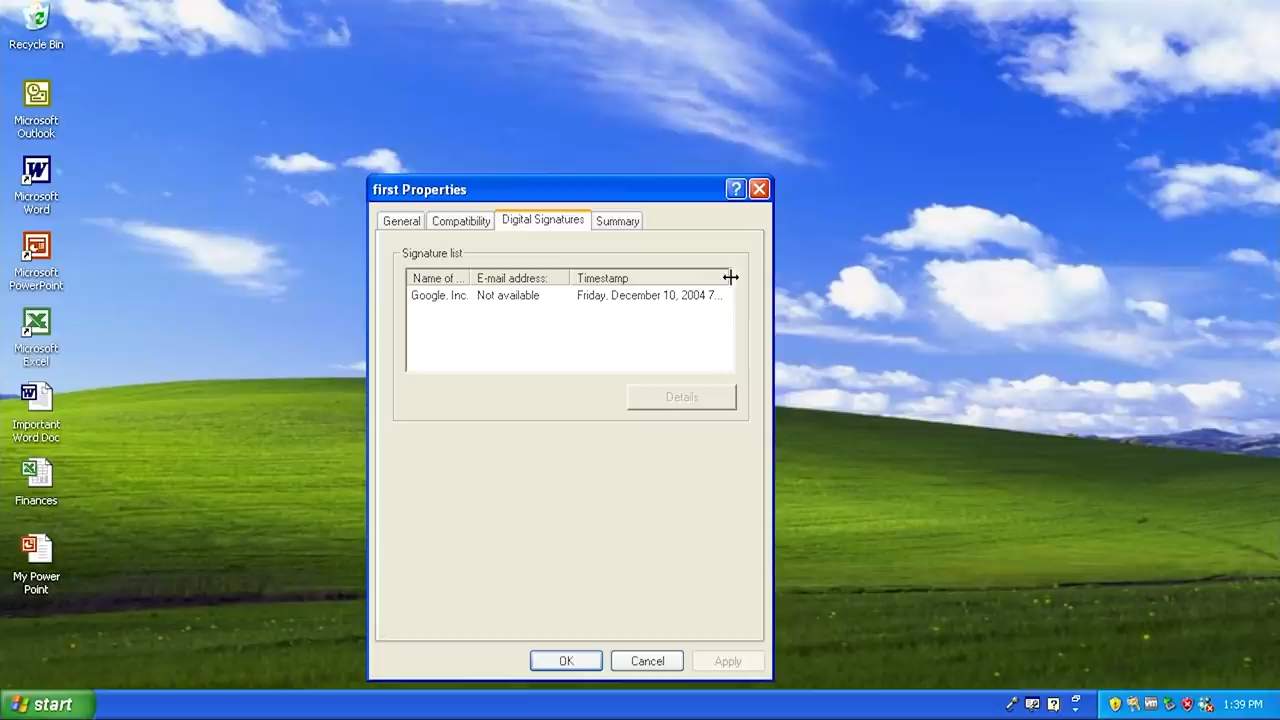 Recycle Bin
Microsoft
Outlook
Microsoft
Word
Microsoft
PowerPoint
Microsoft
Excel
Important
Word Doc
Finances
My Power
Point
first Properties
General
Compatibility
Digital Signatures
Summary
Signature list
Name of ...
E-mail address:
Timestamp
Google, Inc.
Not available
Friday, December 10, 2004 7...
Details
OK
Cancel
Apply
start
1:39 PM